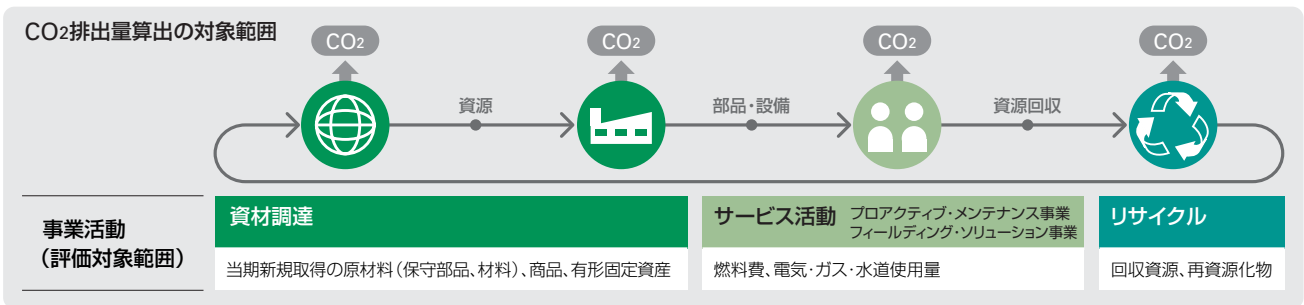 CO2排出量算出の対象範囲
CO2
CO2
CO2
CO2
資源
部品・設備
資源回収
事業活動
（評価対象範囲）
資材調達
当期新規取得の原材料（保守部品、材料）、商品、有形固定資産
サービス活動
プロアクティブ・メンテナンス事業
フィールディング・ソリューション事業
燃料費、電気・ガス・水道使用量
リサイクル
回収資源、再資源化物